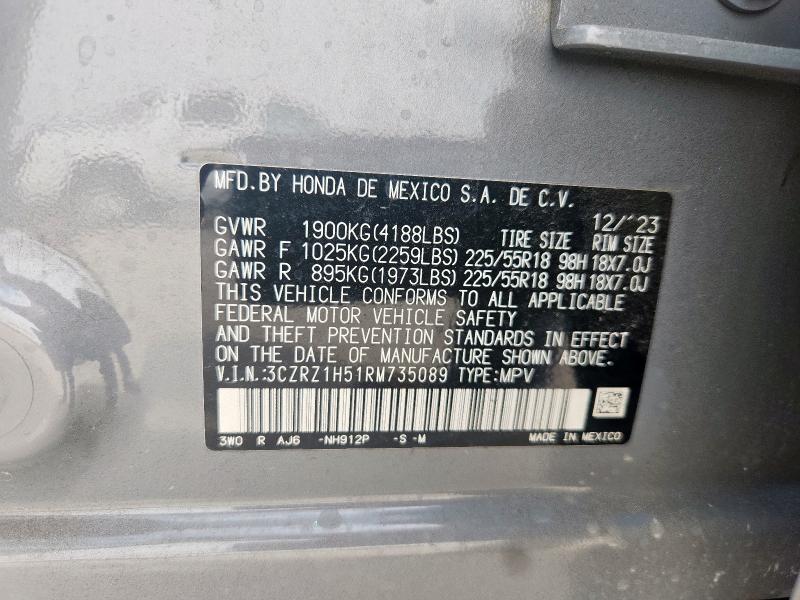 MFD.BY HONDA DE MEXICO S.A. DE C.V.
12/'23
GVWR 1900KG(4188LBS) TIRE SIZE RIM SIZE
GAWR F 1025KG(2259LBS) 225/55R18 98H 18X7.0J
GAWR R 895KG(1973LBS) 225/55R18 98H 18X7.0J
THIS VEHICLE CONFORMS TO ALL APPLICABLE
FEDERAL MOTOR VEHICLE SAFETY
AND THEFT PREVENTION STANDARDS IN EFFECT
ON THE DATE OF MANUFACTURE SHOWN ABOVE.
V.I.N.:3CZRZ1H51RM735089 TYPE:MPV
3W0 R AJ6 -NH912P -S -M MADE IN MEXICO